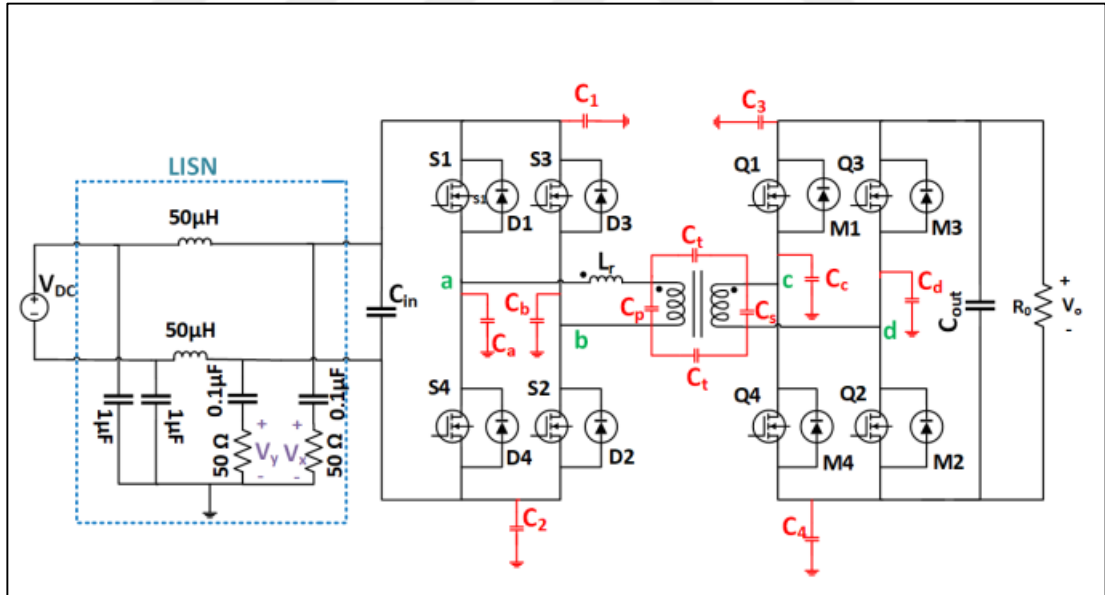 C1
C3
S1
S3
Q1
Q3
LISN
S1
50µH
D1
D3
M1
M3
Ct
Lr
VDC
a
c
Cc
Cd
Cin
Cb
Cp
Cs
Cout
R0
+
Vo
-
50µH
Ca
b
d
Ct
0.1µF
0.1µF
S4
S2
Q4
Q2
1µF
1µF
+
Vy
-
+
Vx
-
50 Ω
50 Ω
D4
D2
M4
M2
C2
C4